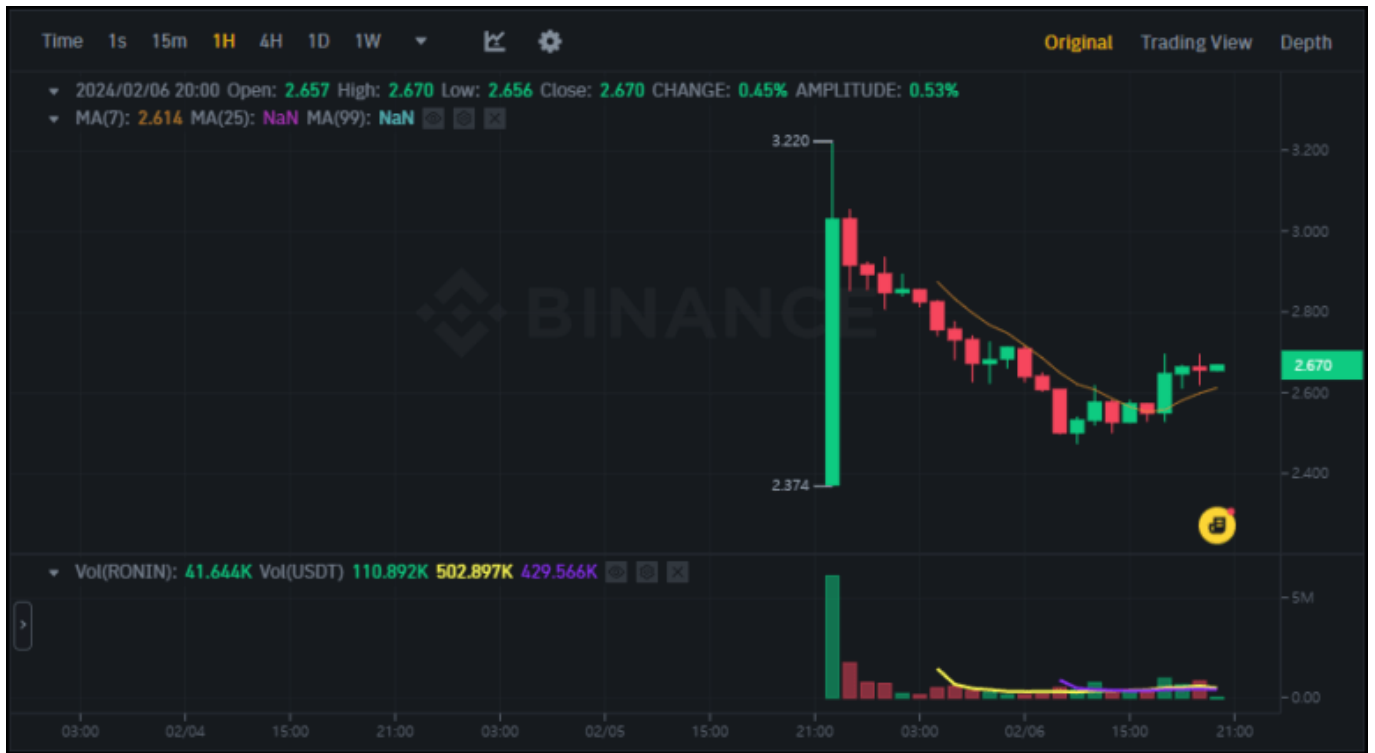 Time 1s 15m 1H 4H 1D 1W Original Trading View Depth
2024/02/06 20:00 Open: 2.657 High: 2.670 Low: 2.656 Close: 2.670 CHANGE: 0.45% AMPLITUDE: 0.53%
MA(7): 2.614 MA(25): NaN MA(99): NaN
3.220
3.200
3.000
BINANCE
2.800
2.670
2.600
2.374
2.400
Vol(RONIN): 41.644K Vol(USDT) 110.892K 502.897K 429.566K
5M
0.00
03:00 02/04 15:00 21:00 03:00 02/05 15:00 21:00 03:00 02/06 15:00 21:00